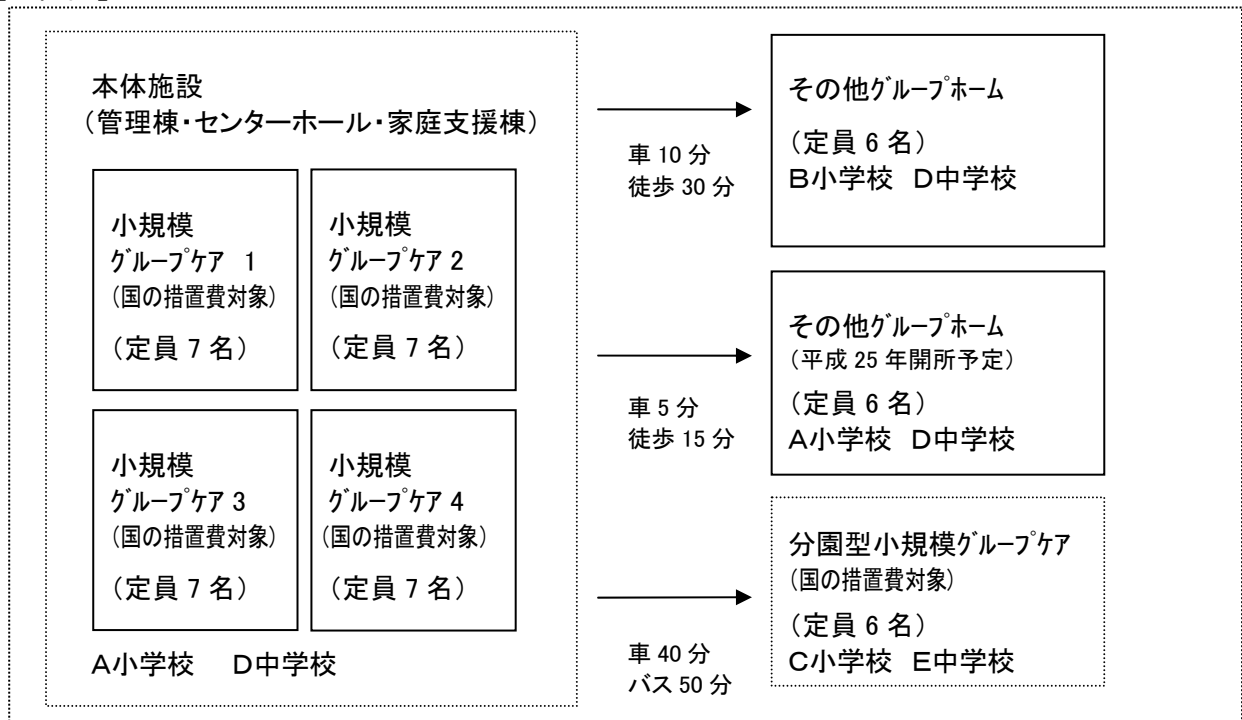 本体施設
（管理棟・センターホール・家庭支援棟）
小規模
グループケア 1
（国の措置費対象）
（定員 7 名）
小規模
グループケア 2
（国の措置費対象）
（定員 7 名）
小規模
グループケア 3
（国の措置費対象）
（定員 7 名）
小規模
グループケア 4
（国の措置費対象）
（定員 7 名）
A小学校 D中学校
車 10 分
徒歩 30 分
その他グループホーム
（定員 6 名）
B小学校 D中学校
車 5 分
徒歩 15 分
その他グループホーム
（平成 25 年開所予定）
（定員 6 名）
A小学校 D中学校
車 40 分
バス 50 分
分園型小規模グループケア
（国の措置費対象）
（定員 6 名）
C小学校 E中学校